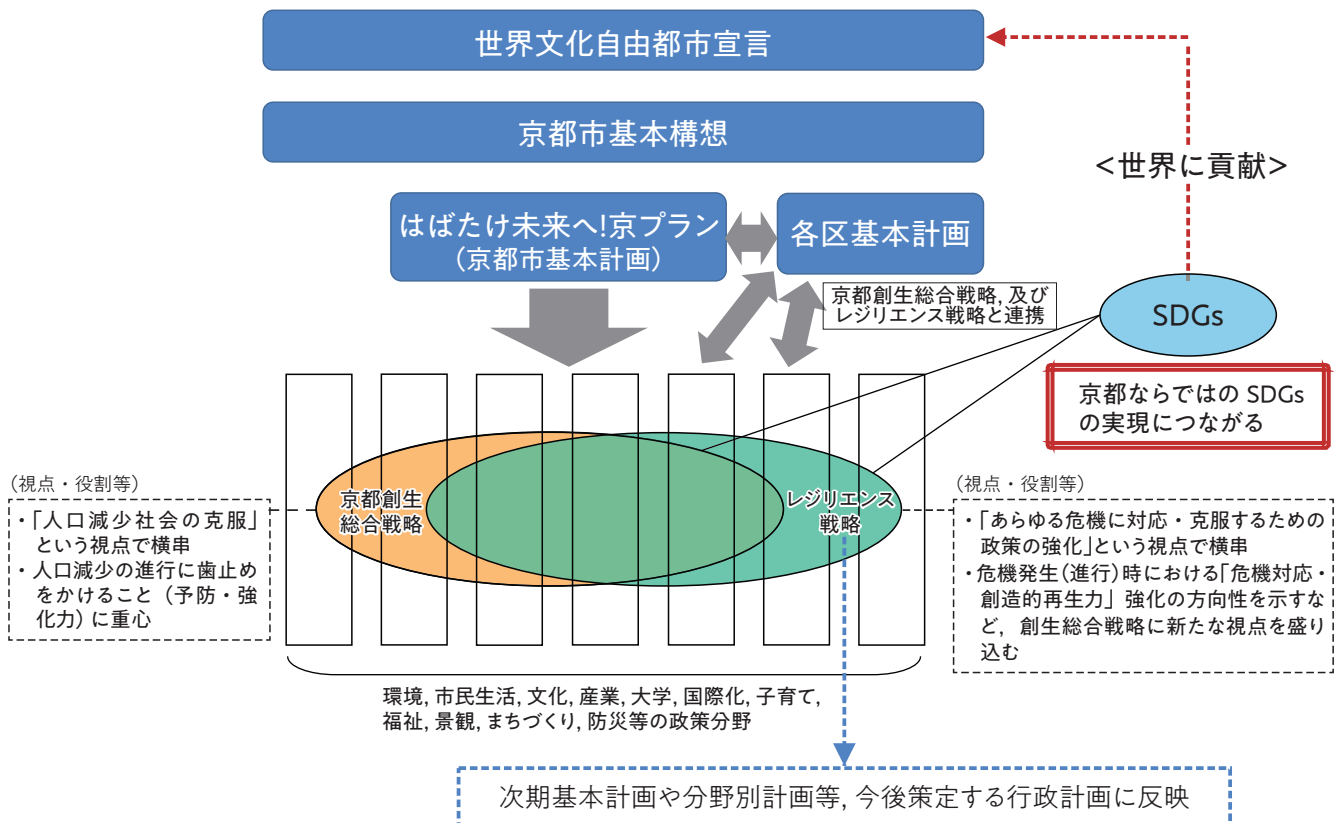 世界文化自由都市宣言
京都市基本構想
<世界に貢献>
はばたけ未来へ!京プラン
(京都市基本計画)
各区基本計画
京都創生総合戦略, 及び
レジリエンス戦略と連携
SDGs
京都ならではの SDGs
の実現につながる
(視点・役割等)
・「人口減少社会の克服」
という視点で横串
・人口減少の進行に歯止め
をかけること（予防・強
化力）に重心
京都創生
総合戦略
レジリエンス
戦略
(視点・役割等)
・「あらゆる危機に対応・克服するための
政策の強化」という視点で横串
・危機発生(進行)時における「危機対応・
創造的再生力」強化の方向性を示すな
ど, 創生総合戦略に新たな視点を盛り
込む
環境, 市民生活, 文化, 産業, 大学, 国際化, 子育て,
福祉, 景観, まちづくり, 防災等の政策分野
次期基本計画や分野別計画等, 今後策定する行政計画に反映